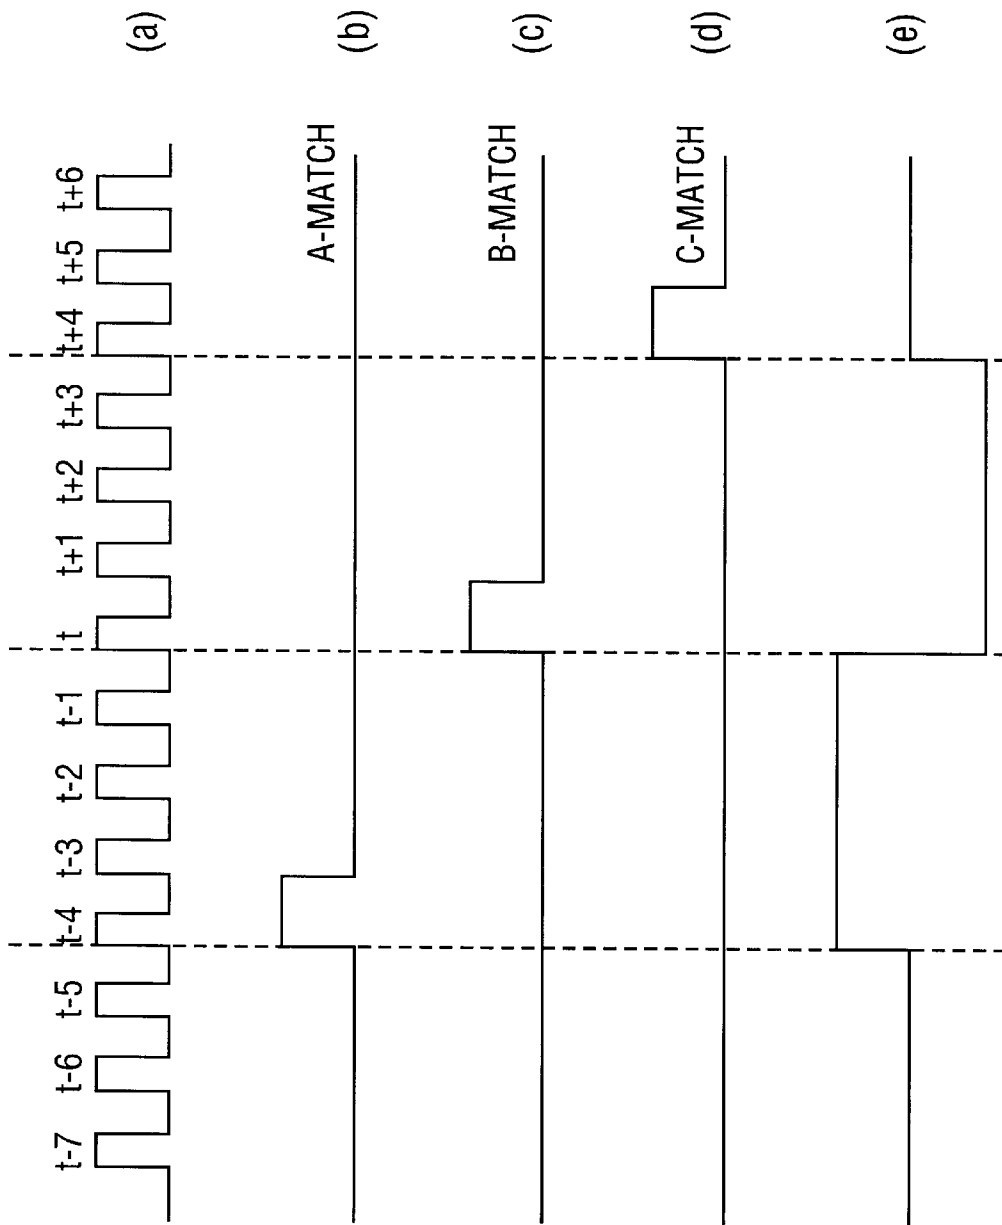 t-7 t-6 t-5 t-4 t-3 t-2 t-1 t t+1 t+2 t+3 t+4 t+5 t+6 (a)
A-MATCH (b)
B-MATCH (c)
C-MATCH (d)
(e)